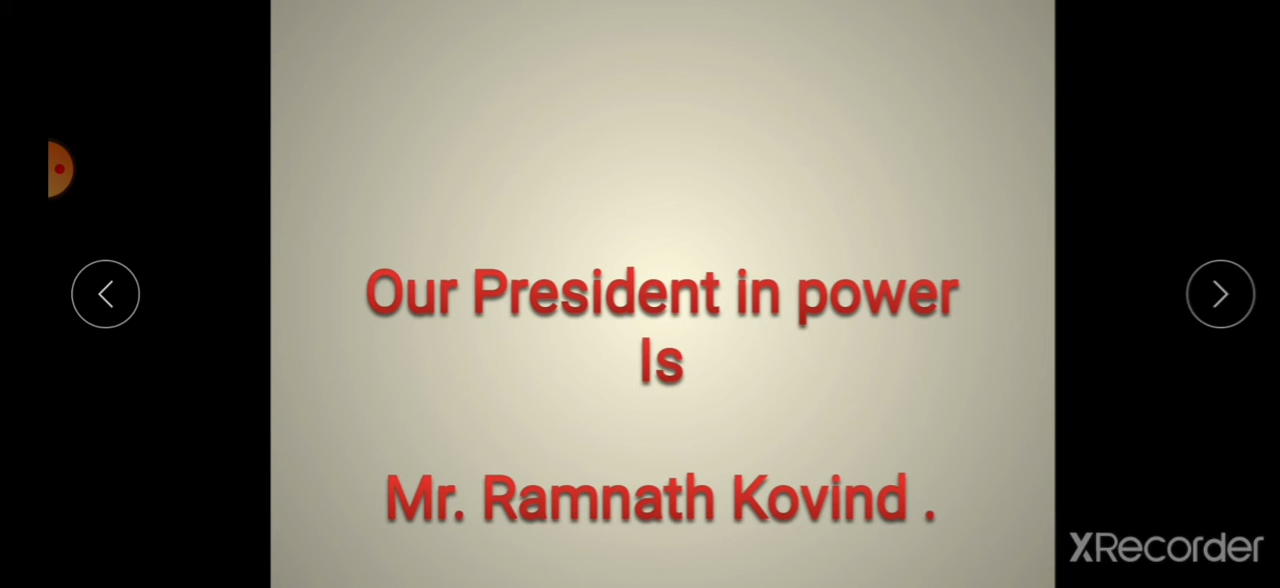 Our President in power
Is
Mr. Ramnath Kovind .
XRecorder